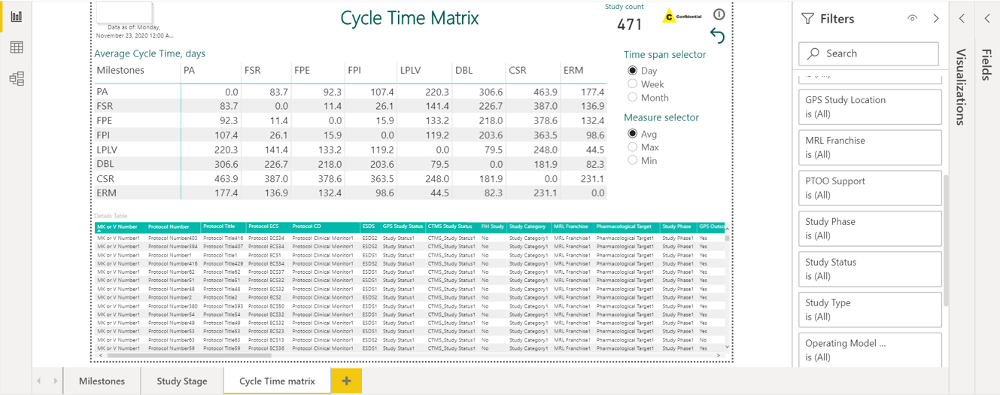 Data as of: Monday,
November 23, 2020 12:00 A...
Cycle Time Matrix
Study count
471
C Confidential
Average Cycle Time, days
Milestones PA FSR FPE FPI LPLV DBL CSR ERM
PA 0.0 83.7 92.3 107.4 220.3 306.6 463.9 177.4
FSR 83.7 0.0 11.4 26.1 141.4 226.7 387.0 136.9
FPE 92.3 11.4 0.0 15.9 133.2 218.0 378.6 132.4
FPI 107.4 26.1 15.9 0.0 119.2 203.6 363.5 98.6
LPLV 220.3 141.4 133.2 119.2 0.0 79.5 248.0 44.5
DBL 306.6 226.7 218.0 203.6 79.5 0.0 181.9 82.3
CSR 463.9 387.0 378.6 363.5 248.0 181.9 0.0 231.1
ERM 177.4 136.9 132.4 98.6 44.5 82.3 231.1 0.0
Time span selector
Day
Week
Month
Measure selector
Avg
Max
Min
Details Table
MK or V Number Protocol Number Protocol Title Protocol ECS Protocol CD ESDS GPS Study Status CTMS Study Status FIH Study Study Category MRL Franchise Pharmacological Target Study Phase GPS Outso
MK or V Number1 Protocol Number403 Protocol Title416 Protocol ECS34 Protocol Clinical Monitor1 ESDS2 Study Status1 CTMS_Study Status1 No Study Category1 MRL Franchise1 Pharmacological Target1 Study Phase1 Yes
MK or V Number1 Protocol Number394 Protocol Title407 Protocol ECS34 Protocol Clinical Monitor1 ESDS2 Study Status1 CTMS_Study Status1 No Study Category1 MRL Franchise1 Pharmacological Target1 Study Phase1 Yes
MK or V Number1 Protocol Number1 Protocol Title1 Protocol ECS1 Protocol Clinical Monitor1 ESDS1 Study Status1 CTMS_Study Status1 No Study Category1 MRL Franchise1 Pharmacological Target1 Study Phase1 Yes
MK or V Number1 Protocol Number416 Protocol Title429 Protocol ECS34 Protocol Clinical Monitor1 ESDS2 Study Status1 CTMS_Study Status1 No Study Category1 MRL Franchise1 Pharmacological Target1 Study Phase1 Yes
MK or V Number1 Protocol Number62 Protocol Title62 Protocol ECS37 Protocol Clinical Monitor1 ESDS1 Study Status1 CTMS_Study Status1 No Study Category1 MRL Franchise1 Pharmacological Target1 Study Phase1 Yes
MK or V Number1 Protocol Number51 Protocol Title51 Protocol ECS32 Protocol Clinical Monitor1 ESDS1 Study Status1 CTMS_Study Status1 No Study Category1 MRL Franchise1 Pharmacological Target1 Study Phase1 Yes
MK or V Number1 Protocol Number48 Protocol Title48 Protocol ECS32 Protocol Clinical Monitor1 ESDS1 Study Status1 CTMS_Study Status1 No Study Category1 MRL Franchise1 Pharmacological Target1 Study Phase1 Yes
MK or V Number1 Protocol Number2 Protocol Title2 Protocol ECS2 Protocol Clinical Monitor1 ESDS1 Study Status1 CTMS_Study Status1 No Study Category1 MRL Franchise1 Pharmacological Target1 Study Phase1 Yes
MK or V Number1 Protocol Number380 Protocol Title393 Protocol ECS50 Protocol Clinical Monitor1 ESDS1 Study Status1 CTMS_Study Status1 No Study Category1 MRL Franchise1 Pharmacological Target1 Study Phase1 Yes
MK or V Number1 Protocol Number54 Protocol Title54 Protocol ECS32 Protocol Clinical Monitor1 ESDS1 Study Status1 CTMS_Study Status1 No Study Category1 MRL Franchise1 Pharmacological Target1 Study Phase1 Yes
MK or V Number1 Protocol Number49 Protocol Title49 Protocol ECS32 Protocol Clinical Monitor1 ESDS1 Study Status1 CTMS_Study Status1 No Study Category1 MRL Franchise1 Pharmacological Target1 Study Phase1 Yes
MK or V Number1 Protocol Number53 Protocol Title53 Protocol ECS23 Protocol Clinical Monitor1 ESDS1 Study Status1 CTMS_Study Status1 No Study Category1 MRL Franchise1 Pharmacological Target1 Study Phase1 Yes
MK or V Number1 Protocol Number63 Protocol Title63 Protocol ECS13 Protocol Clinical Monitor1 ESDS1 Study Status1 CTMS_Study Status1 No Study Category1 MRL Franchise1 Pharmacological Target1 Study Phase1 No
MK or V Number1 Protocol Number59 Protocol Title59 Protocol ECS36 Protocol Clinical Monitor1 ESDS1 Study Status1 CTMS_Study Status1 No Study Category1 MRL Franchise1 Pharmacological Target1 Study Phase1 Yes
Milestones
Study Stage
Cycle Time matrix
Filters
Search
GPS Study Location
is (All)
MRL Franchise
is (All)
PTOO Support
is (All)
Study Phase
is (All)
Study Status
is (All)
Study Type
is (All)
Operating Model ...
is (All)
Visualizations
Fields